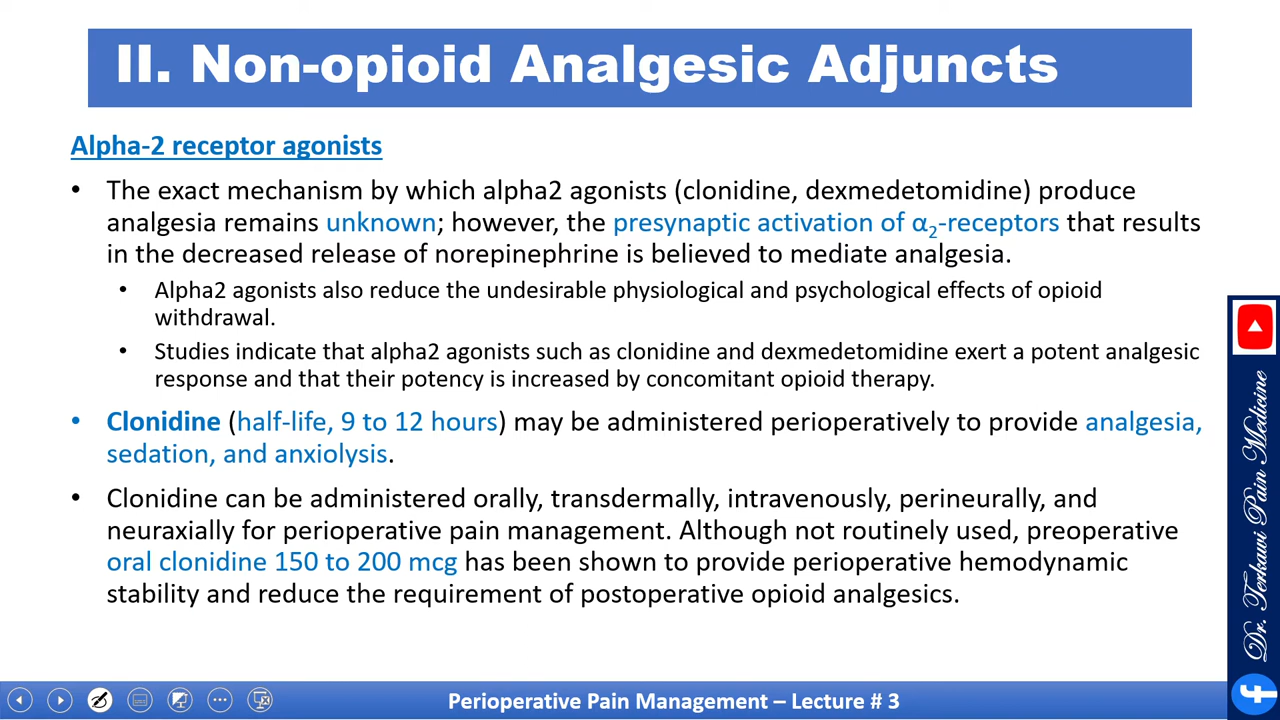 II. Non-opioid Analgesic Adjuncts
Alpha-2 receptor agonists
• The exact mechanism by which alpha2 agonists (clonidine, dexmedetomidine) produce
analgesia remains unknown; however, the presynaptic activation of α₂-receptors that results
in the decreased release of norepinephrine is believed to mediate analgesia.
• Alpha2 agonists also reduce the undesirable physiological and psychological effects of opioid
withdrawal.
• Studies indicate that alpha2 agonists such as clonidine and dexmedetomidine exert a potent analgesic
response and that their potency is increased by concomitant opioid therapy.
• Clonidine (half-life, 9 to 12 hours) may be administered perioperatively to provide analgesia,
sedation, and anxiolysis.
• Clonidine can be administered orally, transdermally, intravenously, perineurally, and
neuraxially for perioperative pain management. Although not routinely used, preoperative
oral clonidine 150 to 200 mcg has been shown to provide perioperative hemodynamic
stability and reduce the requirement of postoperative opioid analgesics.
Dr. Terkawi Pain Medicine
Perioperative Pain Management – Lecture # 3